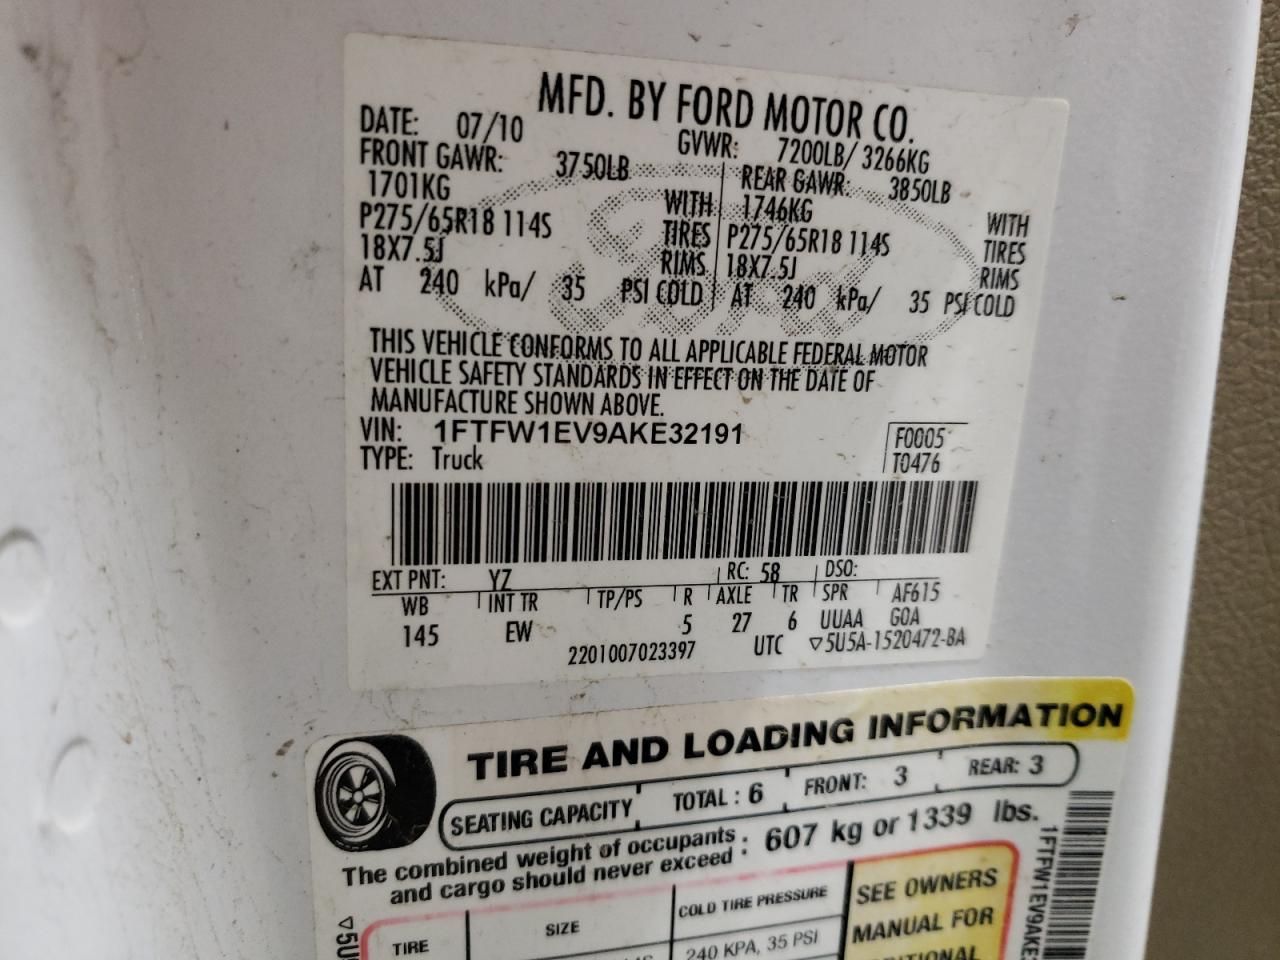 MFD. BY FORD MOTOR CO.
DATE: 07/10 GVWR: 7200LB/ 3266KG
FRONT GAWR: 3750LB REAR GAWR: 3850LB
1701KG WITH 1746KG WITH
P275/65R18 114S TIRES P275/65R18 114S TIRES
18X7.5J RIMS 18X7.5J RIMS
AT 240 kPa/ 35 PSI COLD AT 240 kPa/ 35 PSI COLD
THIS VEHICLE CONFORMS TO ALL APPLICABLE FEDERAL MOTOR
VEHICLE SAFETY STANDARDS IN EFFECT ON THE DATE OF
MANUFACTURE SHOWN ABOVE.
VIN: 1FTFW1EV9AKE32191 F0005
TYPE: Truck T0476
EXT PNT: YZ RC: 58 DSO:
WB INT TR TP/PS R AXLE TR SPR AF615
145 EW 5 27 6 UUAA GOA
2201007023397 UTC ▽5U5A-1520472-BA
TIRE AND LOADING INFORMATION
SEATING CAPACITY TOTAL : 6 FRONT: 3 REAR: 3
The combined weight of occupants
and cargo should never exceed : 607 kg or 1339 lbs.
TIRE SIZE COLD TIRE PRESSURE SEE OWNERS
240 KPA, 35 PSI MANUAL FOR
▽5U
1FTFW1EV9AKE